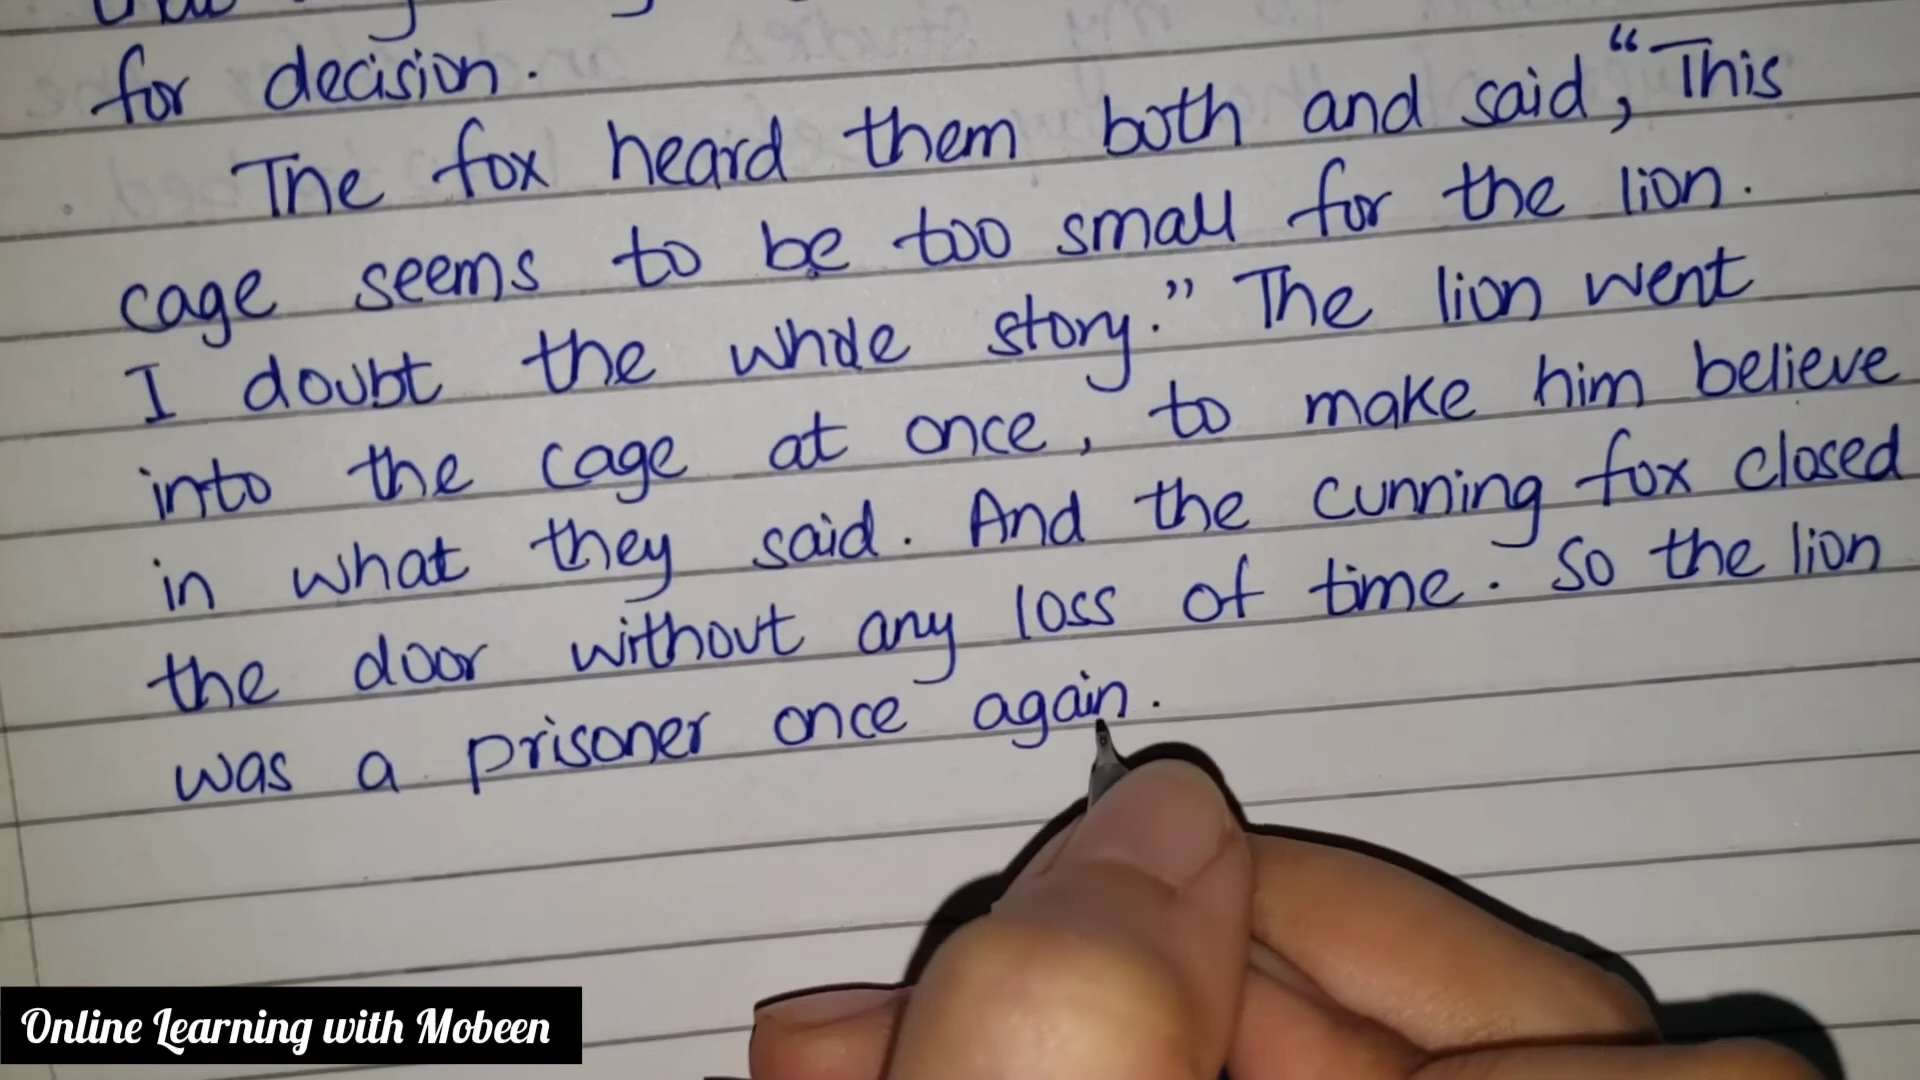 for decision.
The fox heard them both and said, "This
cage seems to be too small for the lion.
I doubt the whole story." The lion went
into the cage at once, to make him believe
in what they said. And the cunning fox closed
the door without any loss of time. So the lion
was a prisoner once again.
Online Learning with Mobeen